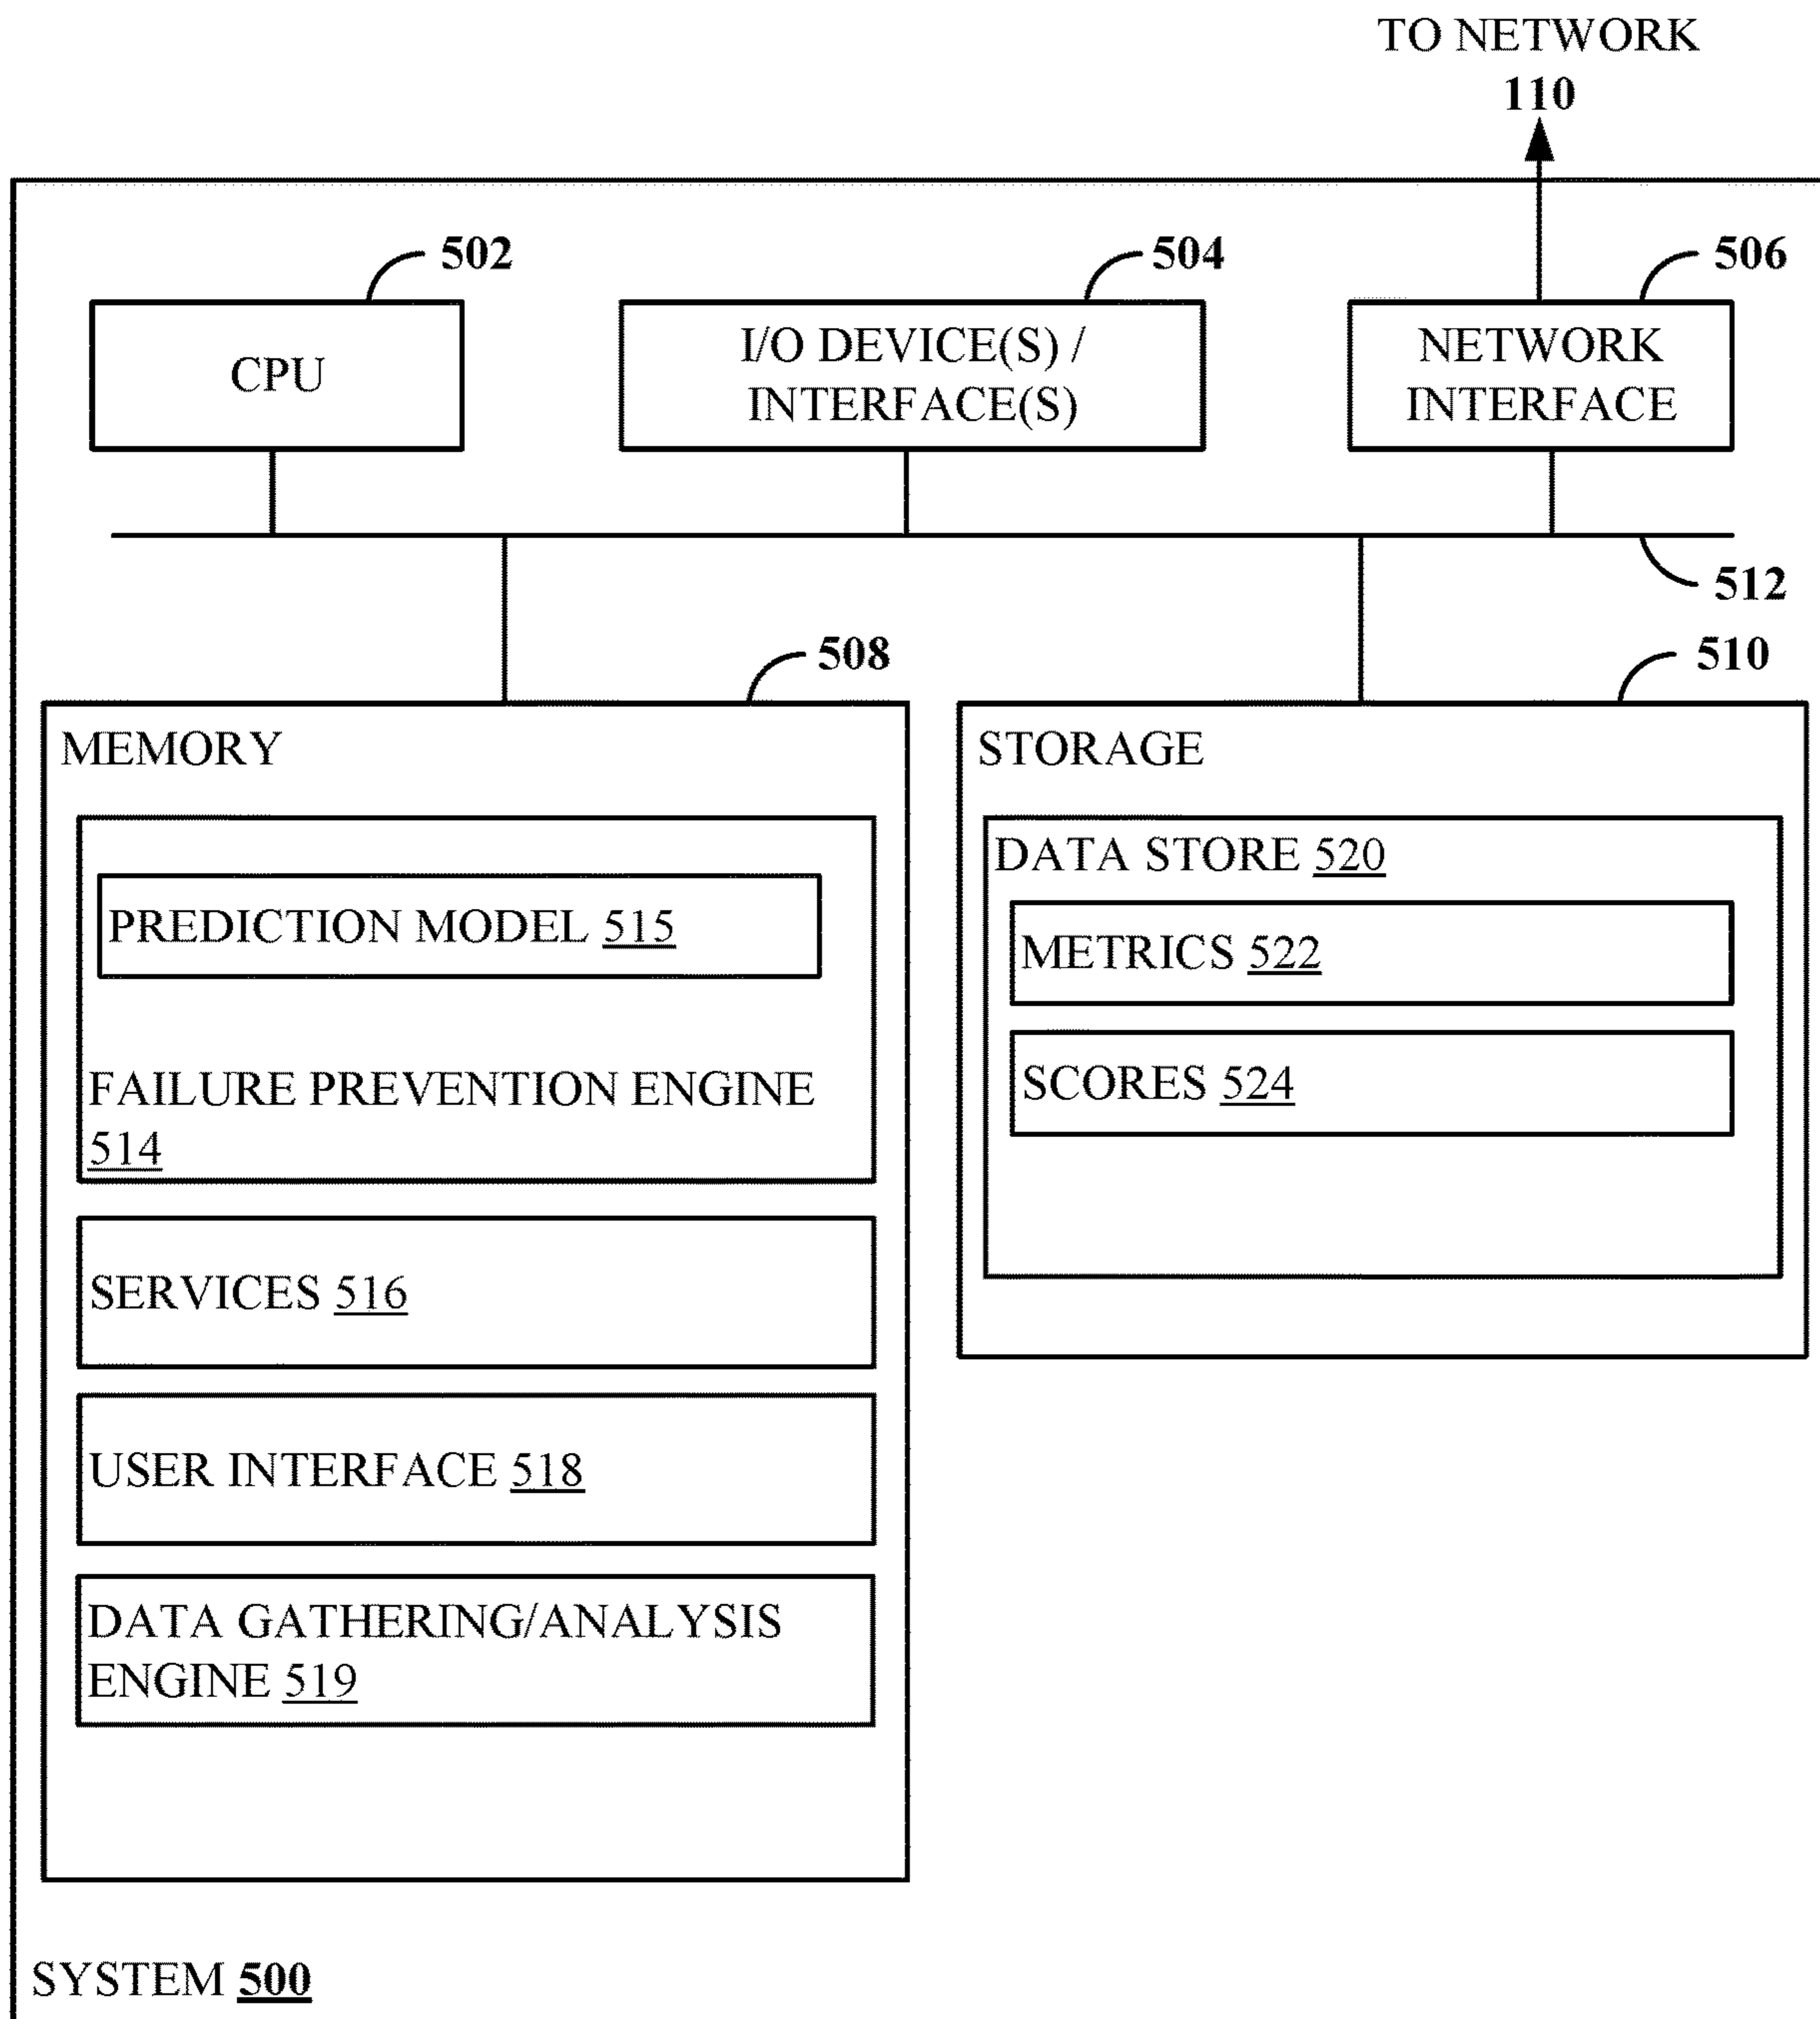 TO NETWORK
110
502
504
506
CPU
I/O DEVICE(S) /
INTERFACE(S)
NETWORK
INTERFACE
512
508
510
MEMORY
PREDICTION MODEL 515
FAILURE PREVENTION ENGINE
514
SERVICES 516
USER INTERFACE 518
DATA GATHERING/ANALYSIS
ENGINE 519
STORAGE
DATA STORE 520
METRICS 522
SCORES 524
SYSTEM 500